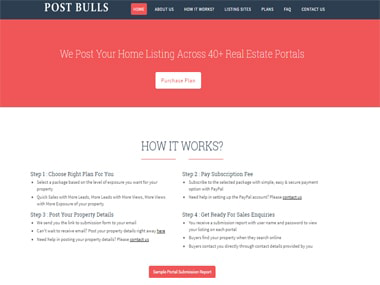 POST BULLS
HOME ABOUT US HOW IT WORKS? LISTING SITES PLANS FAQ CONTACT US
We Post Your Home Listing Across 40+ Real Estate Portals
Purchase Plan
HOW IT WORKS?
Step 1 : Choose Right Plan For You
Select a package based on the level of exposure you want for your
property
Quick Sales with More Leads, More Leads with More Views, More Views
with More Exposure of your property.
Step 2 : Pay Subscription Fee
Subscribe to the selected package with simple, easy & secure payment
option with PayPal
Need help in setting up the PayPal account? Please contact us
Step 3 : Post Your Property Details
We send you the link to submission form to your email
Can't wait to receive email? Post your property details right away here
Need help in posting your property details? Please contact us
Step 4 : Get Ready For Sales Enquiries
You receive a submission report with user name and password to view
your listing on each portal
Buyers find your property when they search online
Buyers contact you directly through contact details provided by you
Sample Portal Submission Report